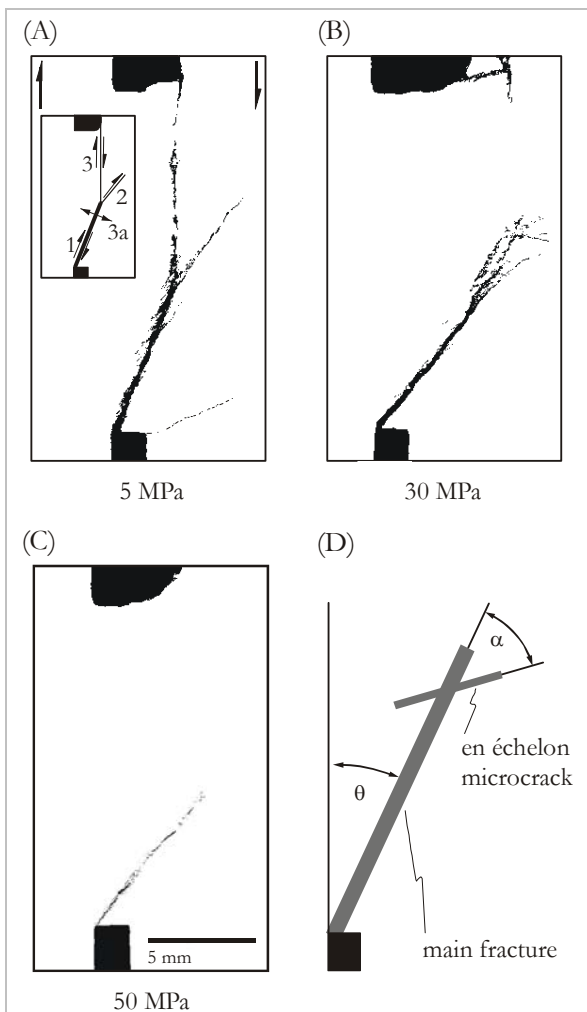 (A)
(B)
3
2
3a
1
5 MPa
30 MPa
(C)
(D)
α
en échelon
microcrack
θ
main fracture
5 mm
50 MPa